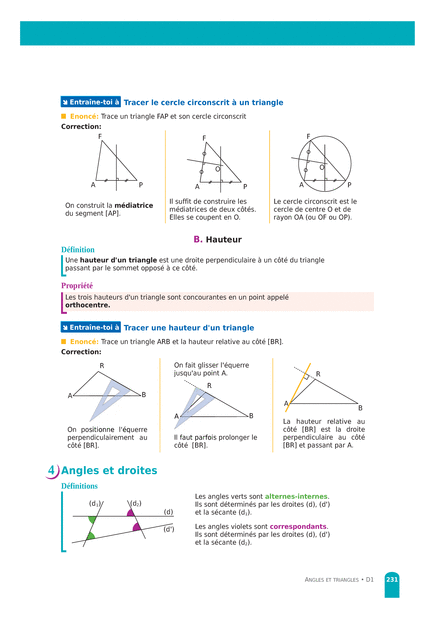 Entraîne-toi à Tracer le cercle circonscrit à un triangle
Enoncé: Trace un triangle FAP et son cercle circonscrit
Correction:
F
A
P
On construit la médiatrice
du segment [AP].
F
O
A
P
Il suffit de construire les
médiatrices de deux côtés.
Elles se coupent en O.
F
O
A
P
Le cercle circonscrit est le
cercle de centre O et de
rayon OA (ou OF ou OP).
B. Hauteur
Définition
Une hauteur d'un triangle est une droite perpendiculaire à un côté du triangle
passant par le sommet opposé à ce côté.
Propriété
Les trois hauteurs d'un triangle sont concourantes en un point appelé
orthocentre.
Entraîne-toi à Tracer une hauteur d'un triangle
Enoncé: Trace un triangle ARB et la hauteur relative au côté [BR].
Correction:
R
A
B
On positionne l'équerre
perpendiculairement au
côté [BR].
On fait glisser l'équerre
jusqu'au point A.
R
A
B
Il faut parfois prolonger le
côté [BR].
R
A
B
La hauteur relative au
côté [BR] est la droite
perpendiculaire au côté
[BR] et passant par A.
4) Angles et droites
Définitions
(d₁)
(d₂)
(d)
(d')
Les angles verts sont alternes-internes.
Ils sont déterminés par les droites (d), (d')
et la sécante (d₁).
Les angles violets sont correspondants.
Ils sont déterminés par les droites (d), (d')
et la sécante (d₂).
ANGLES ET TRIANGLES • D1
231